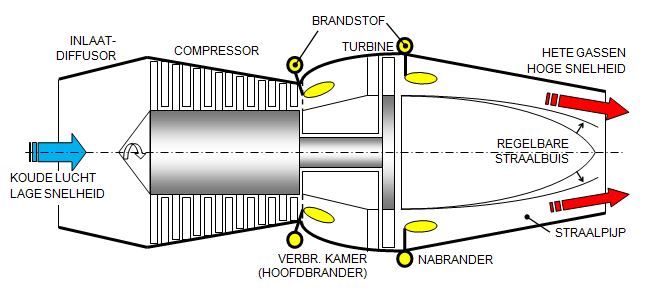 BRANDSTOF
INLAAT-
DIFFUSOR
COMPRESSOR
TURBINE
HETE GASSEN
HOGE SNELHEID
KOUDE LUCHT
LAGE SNELHEID
REGELBARE
STRAALBUIS
STRAALPIJP
VERBR. KAMER
(HOOFDBRANDER)
NABRANDER